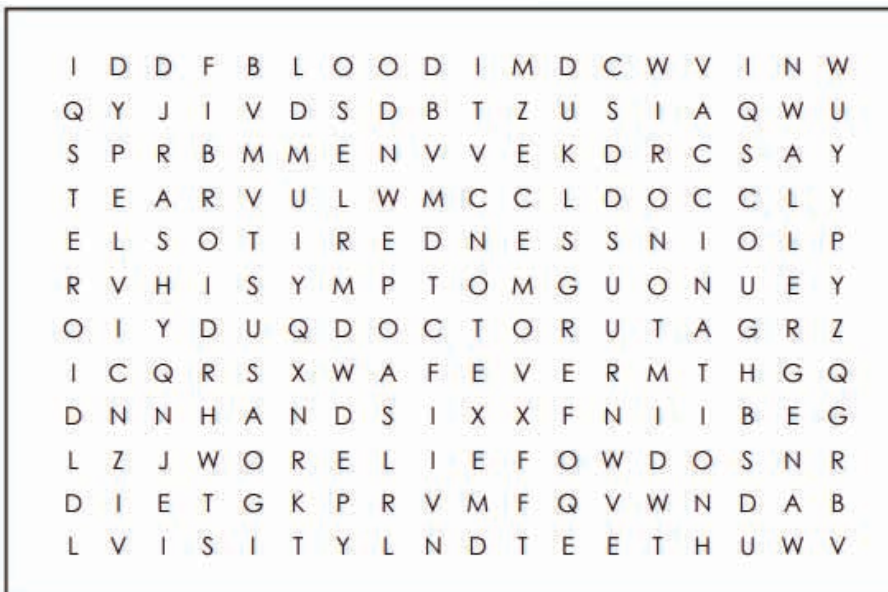 I D D F B L O O D I M D C W V I N W
Q Y J I V D S D B T Z U S I A Q W U
S P R B M M E N V V E K D R C S A Y
T E A R V U L W M C C L D O C C L Y
E L S O T I R E D N E S S N I O L P
R V H I S Y M P T O M G U O N U E Y
O I Y D U Q D O C T O R U T A G R Z
I C Q R S X W A F E V E R M T H G Q
D N N H A N D S I X X F N I I B E G
L Z J W O R E L I E F O W D O S N R
D I E T G K P R V M F Q V W N D A B
L V I S I T Y L N D T E E T H U W V